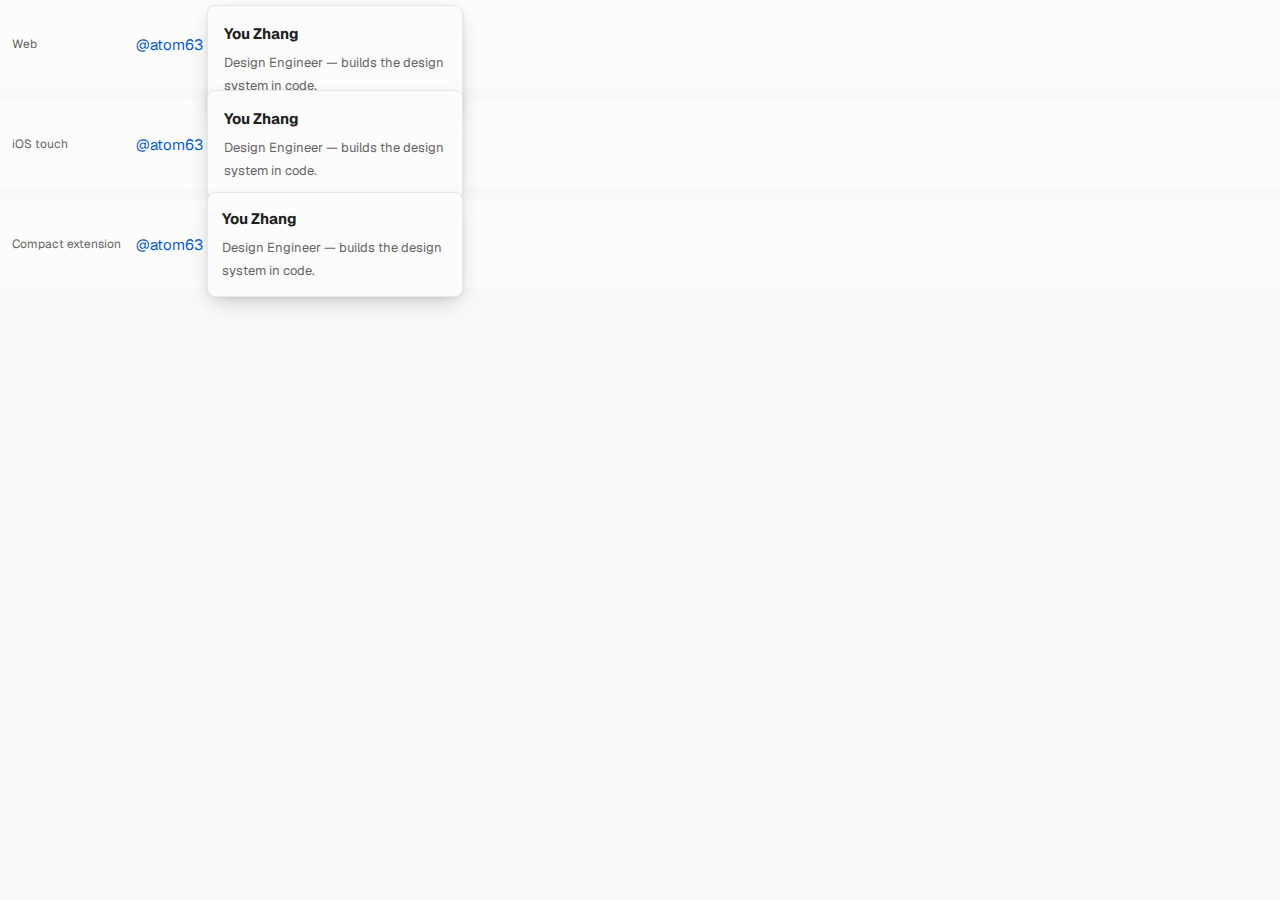 Web
@atom63
You Zhang
Design Engineer — builds the design
system in code.
iOS touch
@atom63
You Zhang
Design Engineer — builds the design
system in code.
Compact extension
@atom63
You Zhang
Design Engineer — builds the design
system in code.